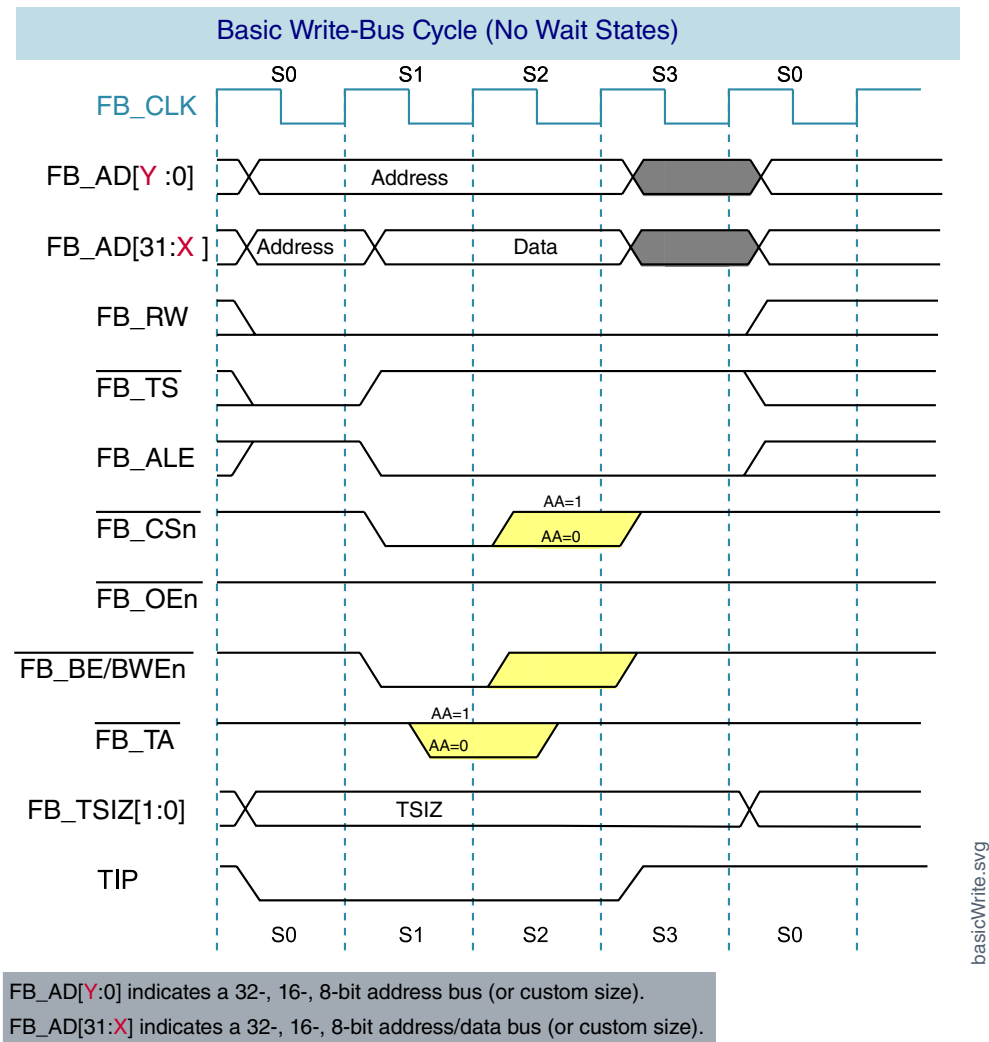 Basic Write-Bus Cycle (No Wait States)
S0 S1 S2 S3 S0
FB_CLK
FB_AD[Y :0] Address
FB_AD[31:X ] Address Data
FB_RW
FB_TS
FB_ALE
AA=1
FB_CSn AA=0
FB_OEn
FB_BE/BWEn
AA=1
FB_TA AA=0
FB_TSIZ[1:0] TSIZ
TIP
S0 S1 S2 S3 S0
basicWrite.svg
FB_AD[Y:0] indicates a 32-, 16-, 8-bit address bus (or custom size).
FB_AD[31:X] indicates a 32-, 16-, 8-bit address/data bus (or custom size).